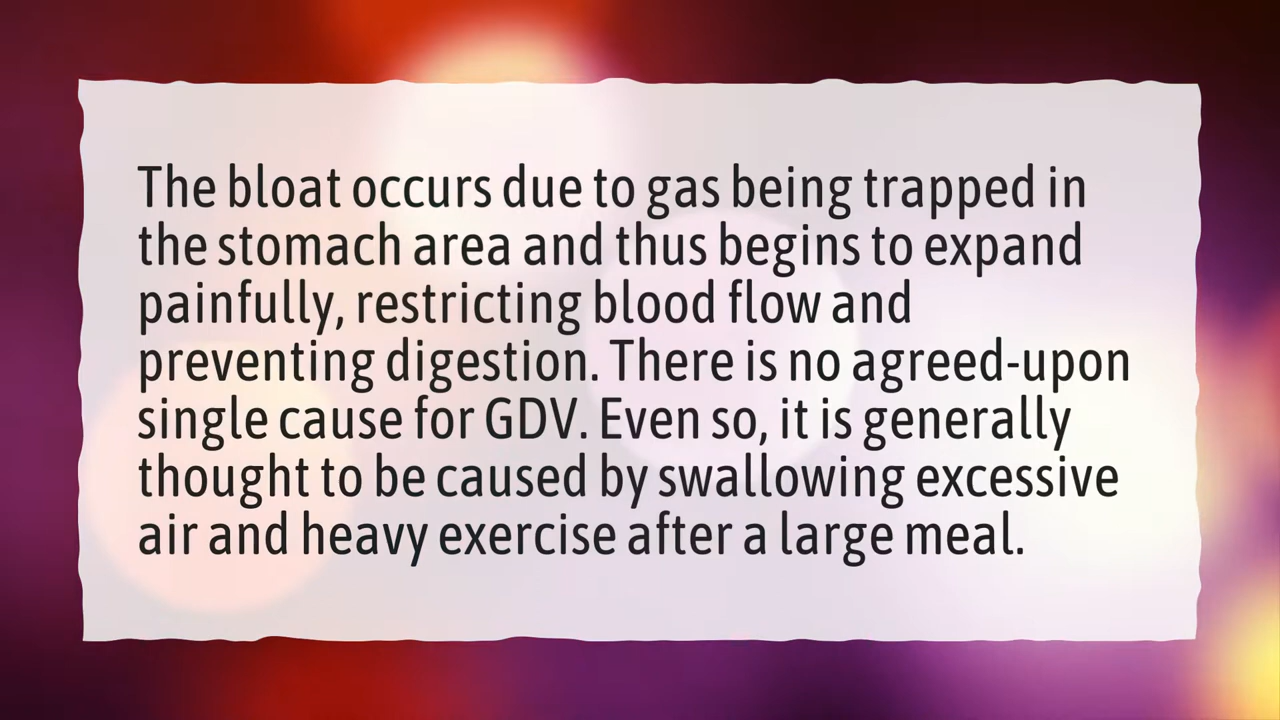 The bloat occurs due to gas being trapped in
the stomach area and thus begins to expand
painfully, restricting blood flow and
preventing digestion. There is no agreed-upon
single cause for GDV. Even so, it is generally
thought to be caused by swallowing excessive
air and heavy exercise after a large meal.